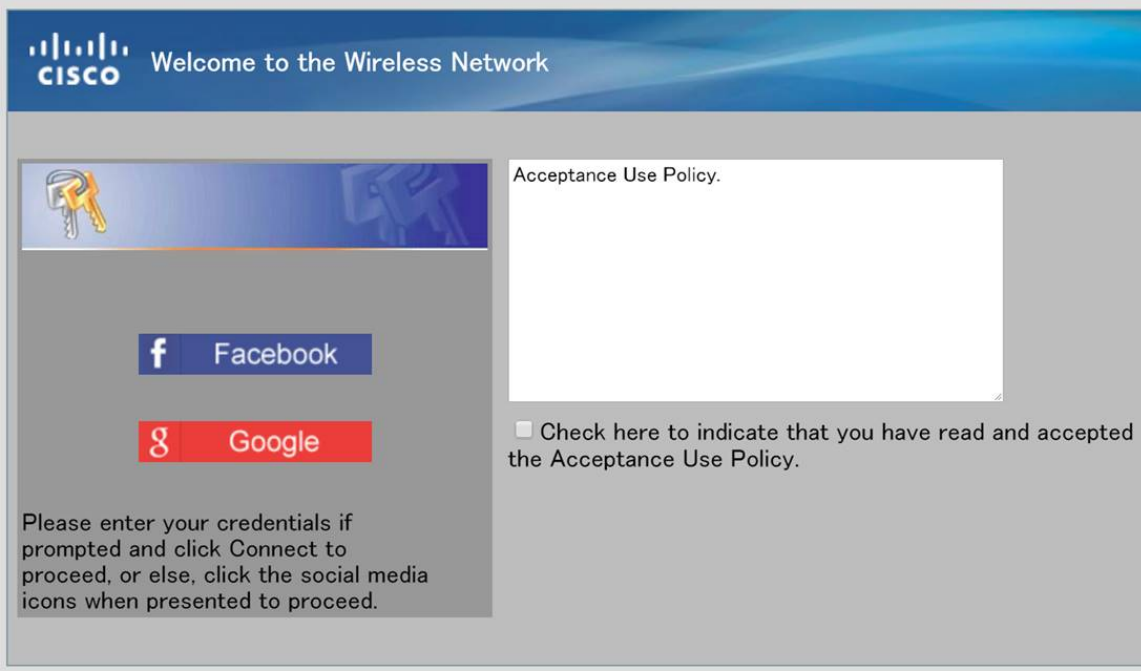 CISCO
Welcome to the Wireless Network
f Facebook
g Google
Please enter your credentials if
prompted and click Connect to
proceed, or else, click the social media
icons when presented to proceed.
Acceptance Use Policy.
Check here to indicate that you have read and accepted
the Acceptance Use Policy.